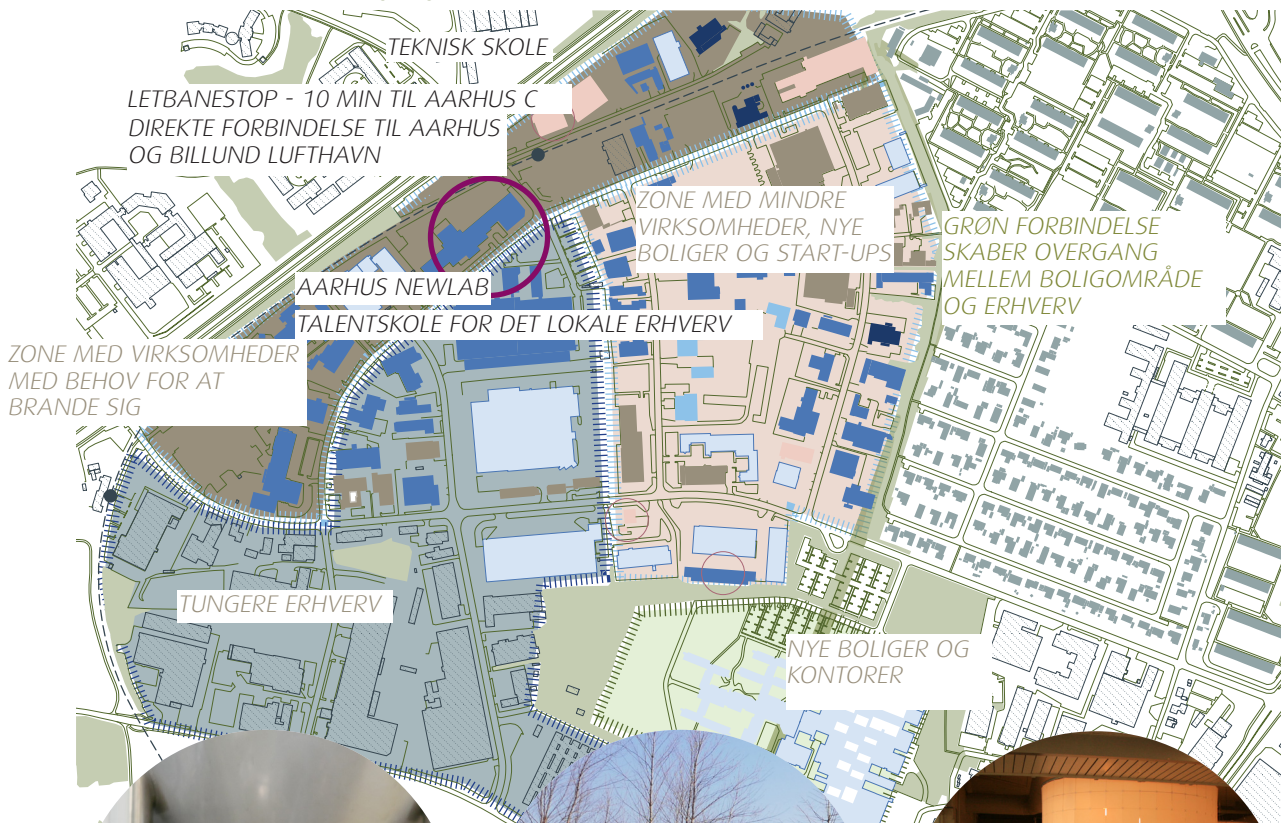 TEKNISK SKOLE
LETBANESTOP - 10 MIN TIL AARHUS C
DIREKTE FORBINDELSE TIL AARHUS
OG BILLUND LUFTHAVN
ZONE MED MINDRE
VIRKSOMHEDER, NYE
BOLIGER OG START-UPS
GRØN FORBINDELSE
SKABER OVERGANG
MELLEM BOLIGOMRÅDE
OG ERHVERV
AARHUS NEWLAB
TALENTSKOLE FOR DET LOKALE ERHVERV
ZONE MED VIRKSOMHEDER
MED BEHOV FOR AT
BRANDE SIG
TUNGERE ERHVERV
NYE BOLIGER OG
KONTORER